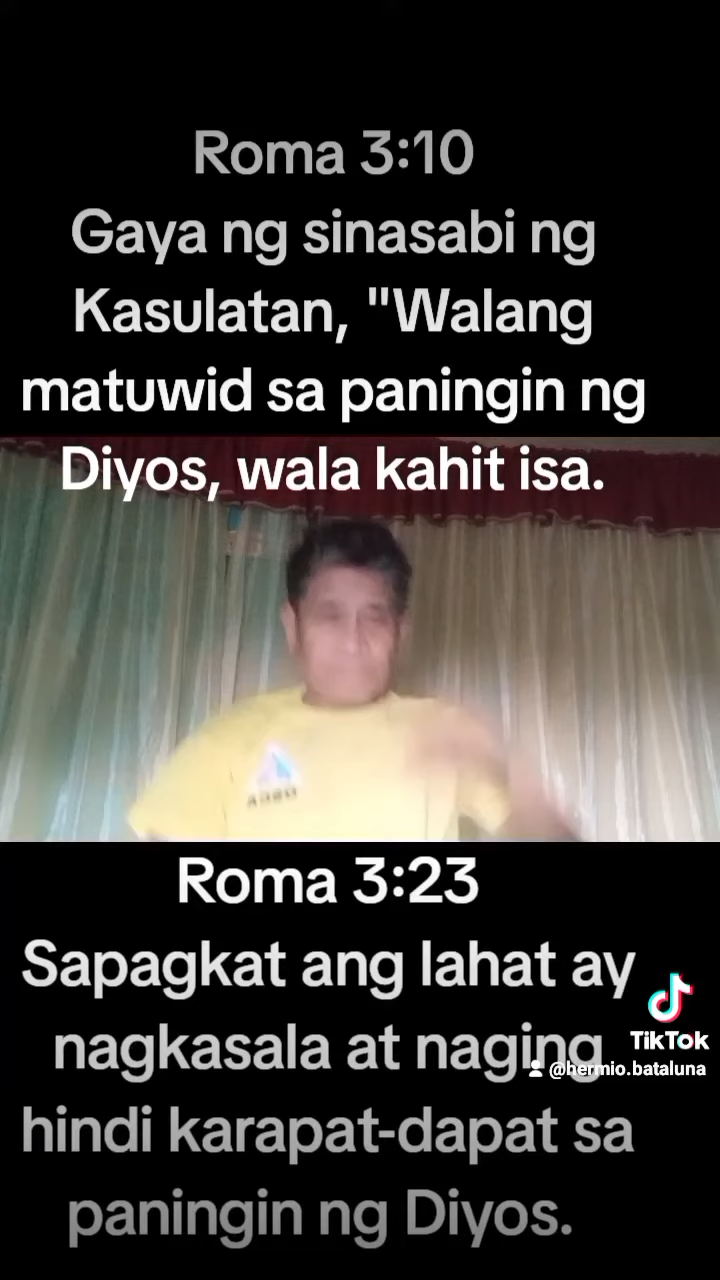 Roma 3:10
Gaya ng sinasabi ng
Kasulatan, "Walang
matuwid sa paningin ng
Diyos, wala kahit isa.
Roma 3:23
Sapagkat ang lahat ay
nagkasala at naging
hindi karapat-dapat sa
paningin ng Diyos.
TikTok
@hermio.bataluna